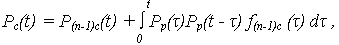 P_c(t) = P_{(n-1)c}(t) + ∫_0^t P_p(τ)P_p(t - τ) f_{(n-1)c} (τ) dτ ,